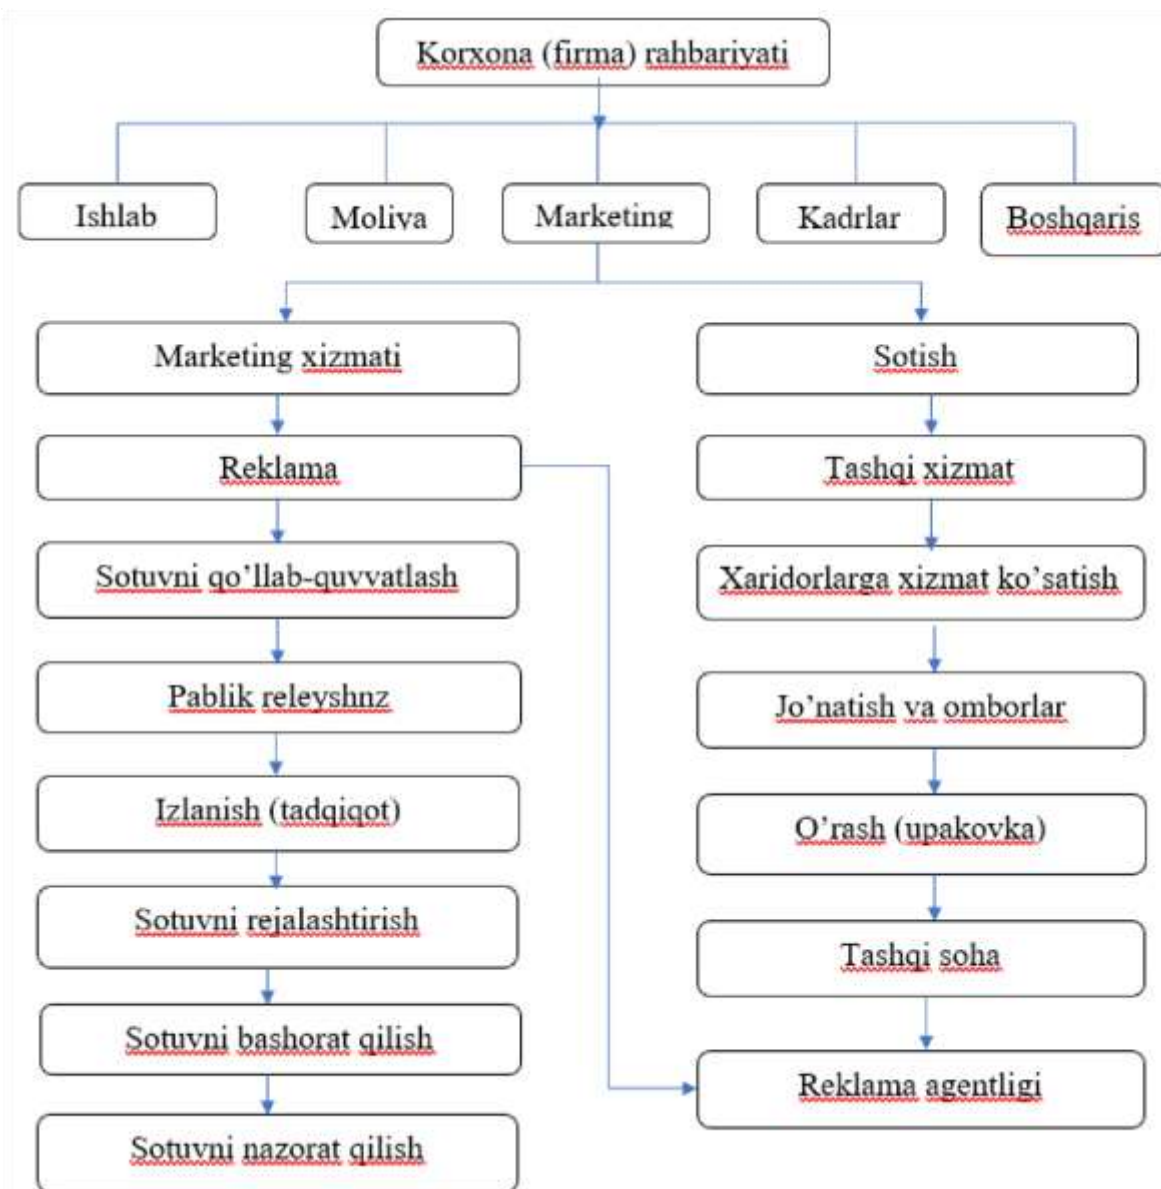 Korxona (firma) rahbariyati
Ishlab
Moliya
Marketing
Kadrlar
Boshqaris
Marketing xizmati
Sotish
Reklama
Tashqi xizmat
Sotuvni qo’llab-quvvatlash
Xaridorlarga xizmat ko’satish
Pablik releyshnz
Jo’natish va omborlar
Izlanish (tadqiqot)
O’rash (upakovka)
Sotuvni rejalashtirish
Tashqi soha
Sotuvni bashorat qilish
Reklama agentligi
Sotuvni nazorat qilish